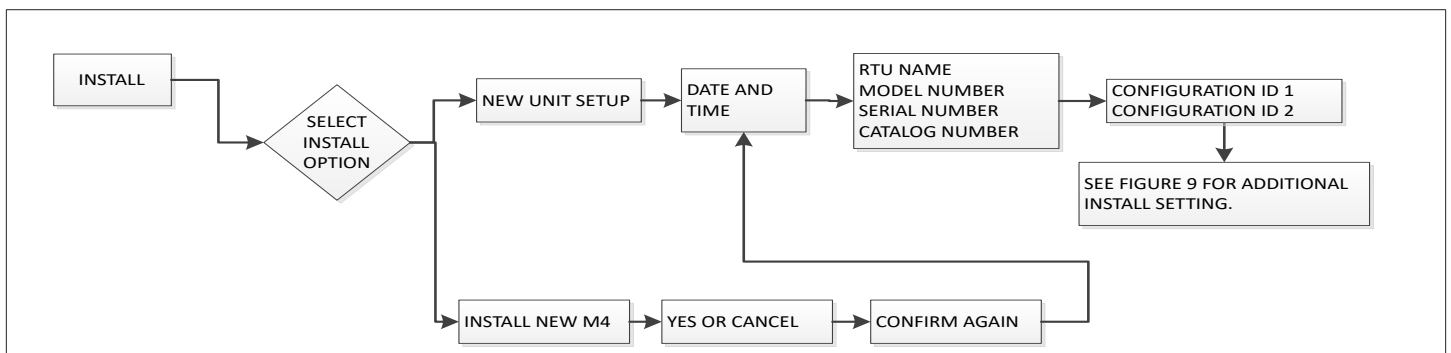 INSTALL
SELECT
INSTALL
OPTION
NEW UNIT SETUP
DATE AND
TIME
RTU NAME
MODEL NUMBER
SERIAL NUMBER
CATALOG NUMBER
CONFIGURATION ID 1
CONFIGURATION ID 2
SEE FIGURE 9 FOR ADDITIONAL
INSTALL SETTING.
INSTALL NEW M4
YES OR CANCEL
CONFIRM AGAIN